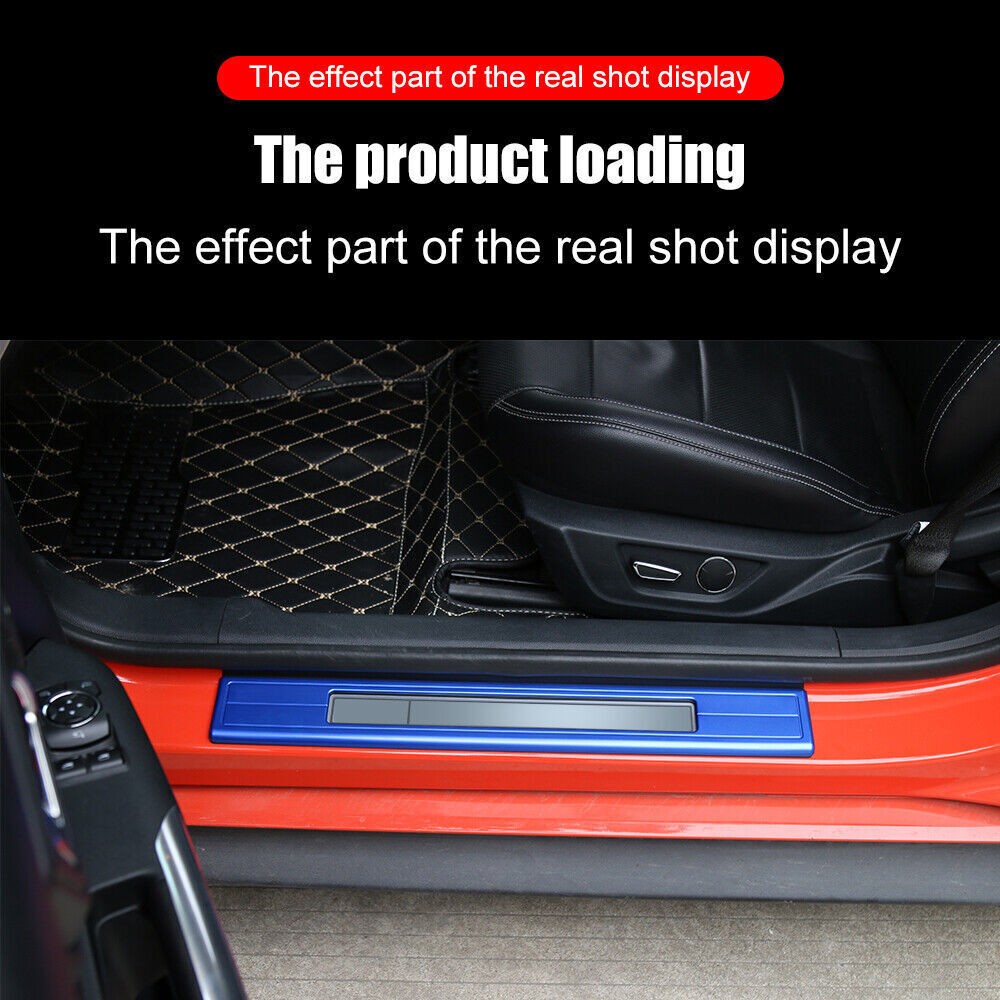 The effect part of the real shot display
The product loading
The effect part of the real shot display